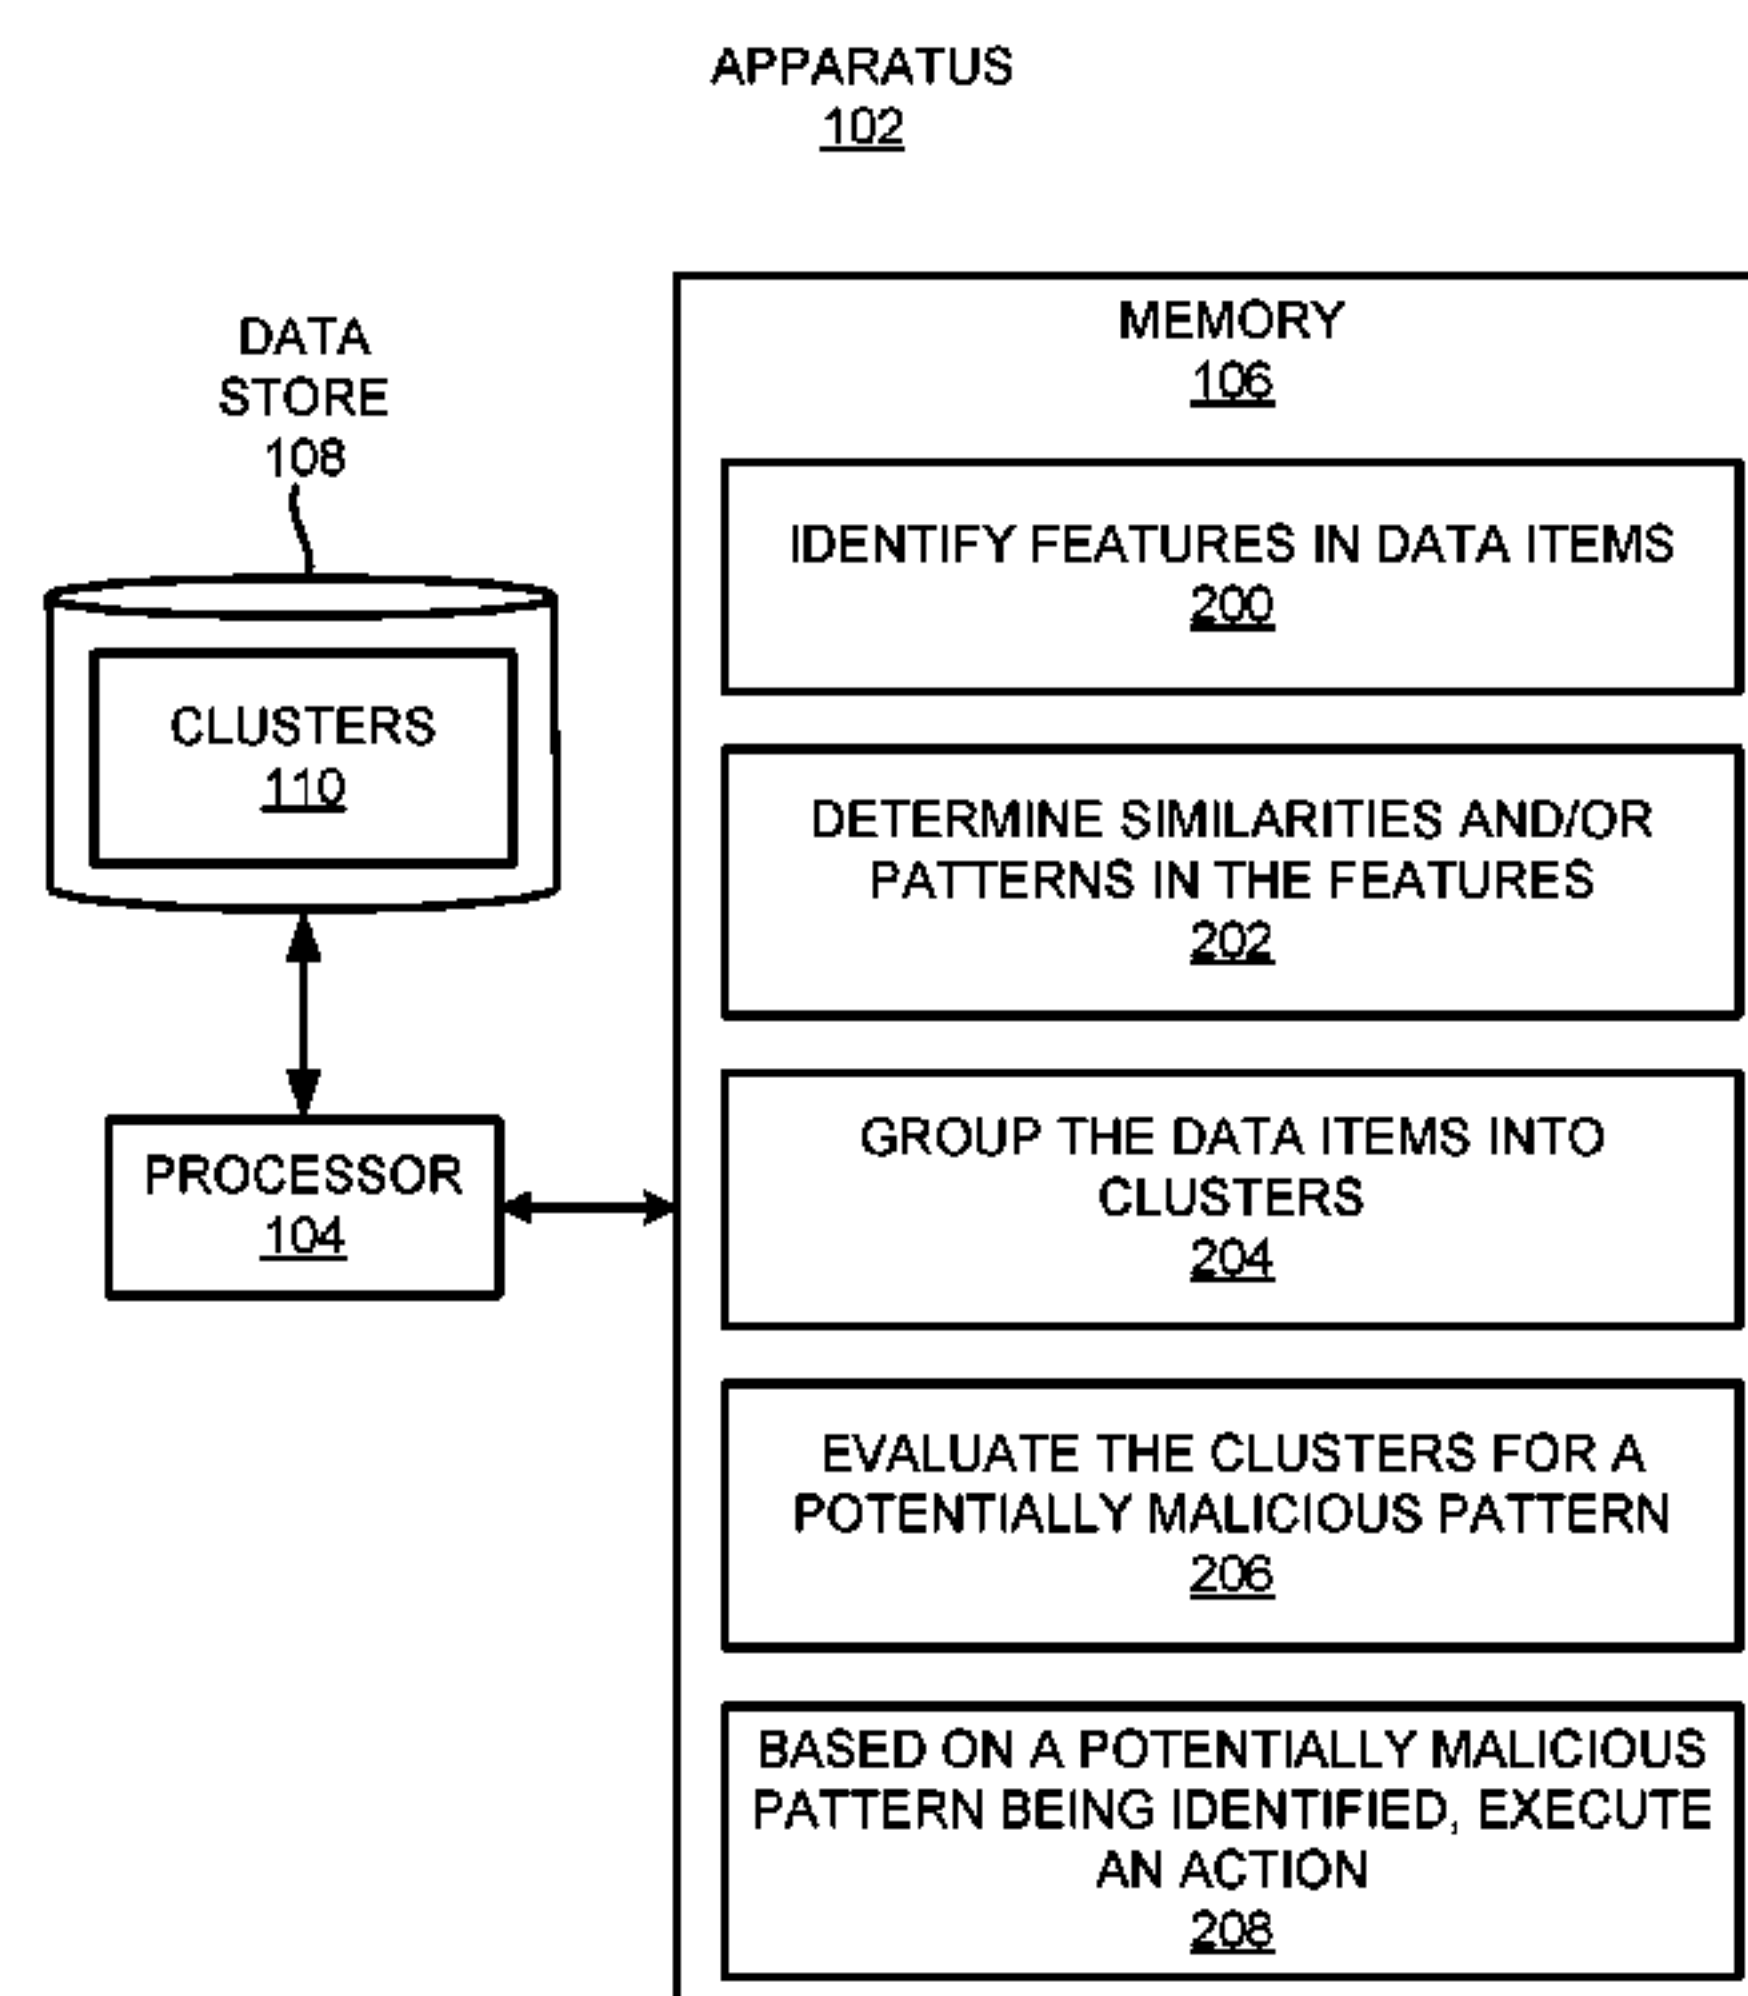 APPARATUS
102
DATA
STORE
108
CLUSTERS
110
PROCESSOR
104
MEMORY
106
IDENTIFY FEATURES IN DATA ITEMS
200
DETERMINE SIMILARITIES AND/OR
PATTERNS IN THE FEATURES
202
GROUP THE DATA ITEMS INTO
CLUSTERS
204
EVALUATE THE CLUSTERS FOR A
POTENTIALLY MALICIOUS PATTERN
206
BASED ON A POTENTIALLY MALICIOUS
PATTERN BEING IDENTIFIED, EXECUTE
AN ACTION
208